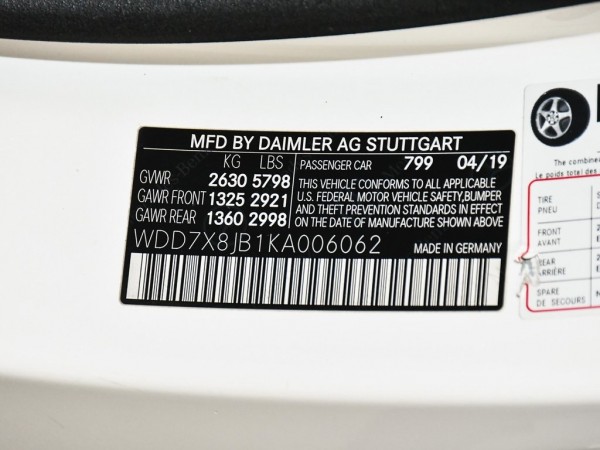 MFD BY DAIMLER AG STUTTGART
KG LBS
GVWR 2630 5798
GAWR FRONT 1325 2921
GAWR REAR 1360 2998
PASSENGER CAR 799 04/19
THIS VEHICLE CONFORMS TO ALL APPLICABLE
U.S. FEDERAL MOTOR VEHICLE SAFETY,BUMPER
AND THEFT PREVENTION STANDARDS IN EFFECT
ON THE DATE OF MANUFACTURE SHOWN ABOVE
WDD7X8JB1KA006062 MADE IN GERMANY
The combine
Le poids total des
TIRE
PNEU
FRONT
AVANT
REAR
ARRIÈRE
SPARE
DE SECOURS